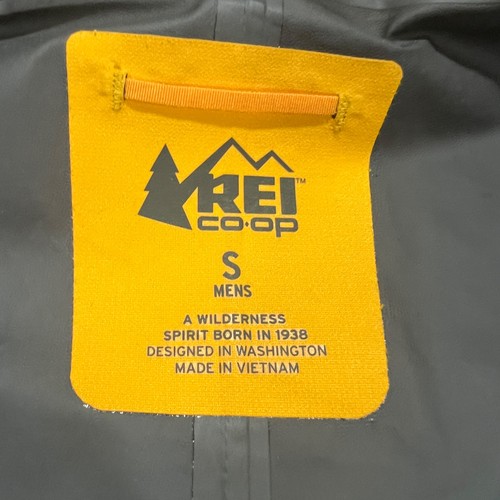 REI™
CO·OP
S
MENS
A WILDERNESS
SPIRIT BORN IN 1938
DESIGNED IN WASHINGTON
MADE IN VIETNAM